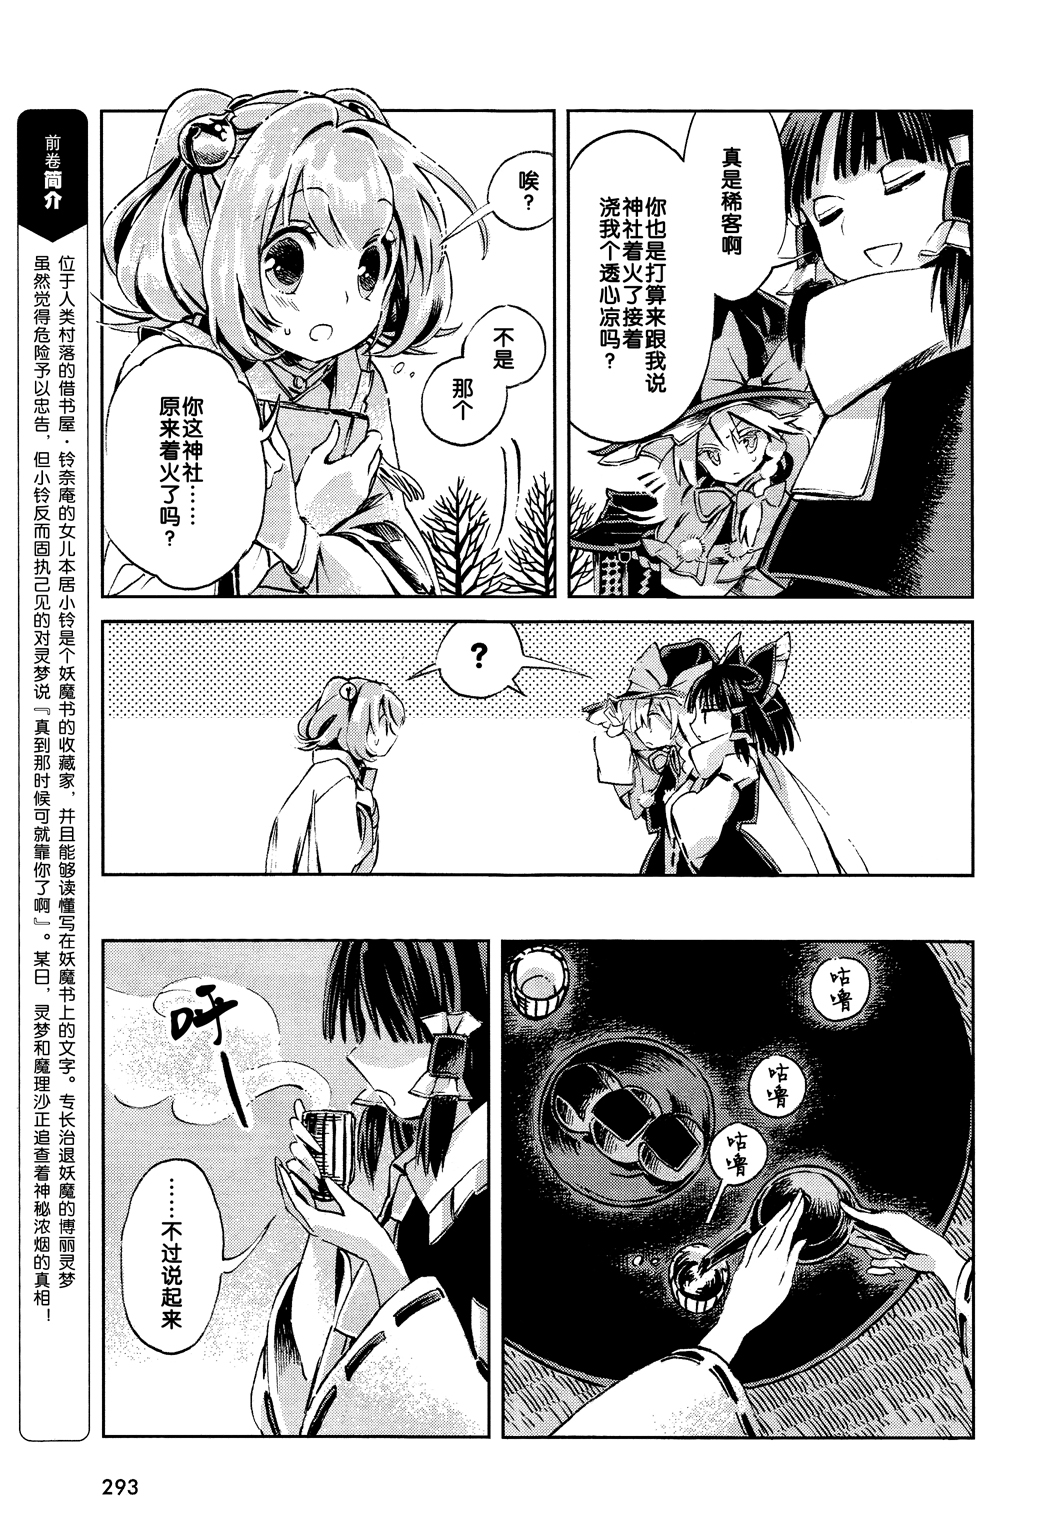 真是稀客啊
你也是打算来跟我说
神社着火了接着
浇我个透心凉吗？
唉？
不是
那个
你这神社……
原来着火了吗？
？
咕噜
咕噜
咕噜
呼—
……不过说起来
前卷简介
位于人类村落的借书屋·铃奈庵的女儿本居小铃是个妖魔书的收藏家，并且能够读懂写在妖魔书上的文字。专长治退妖魔的博丽灵梦
虽然觉得危险予以忠告，但小铃反而固执己见的对灵梦说『真到那时候可就靠你了啊』。某日，灵梦和魔理沙正追查着神秘浓烟的真相！
293